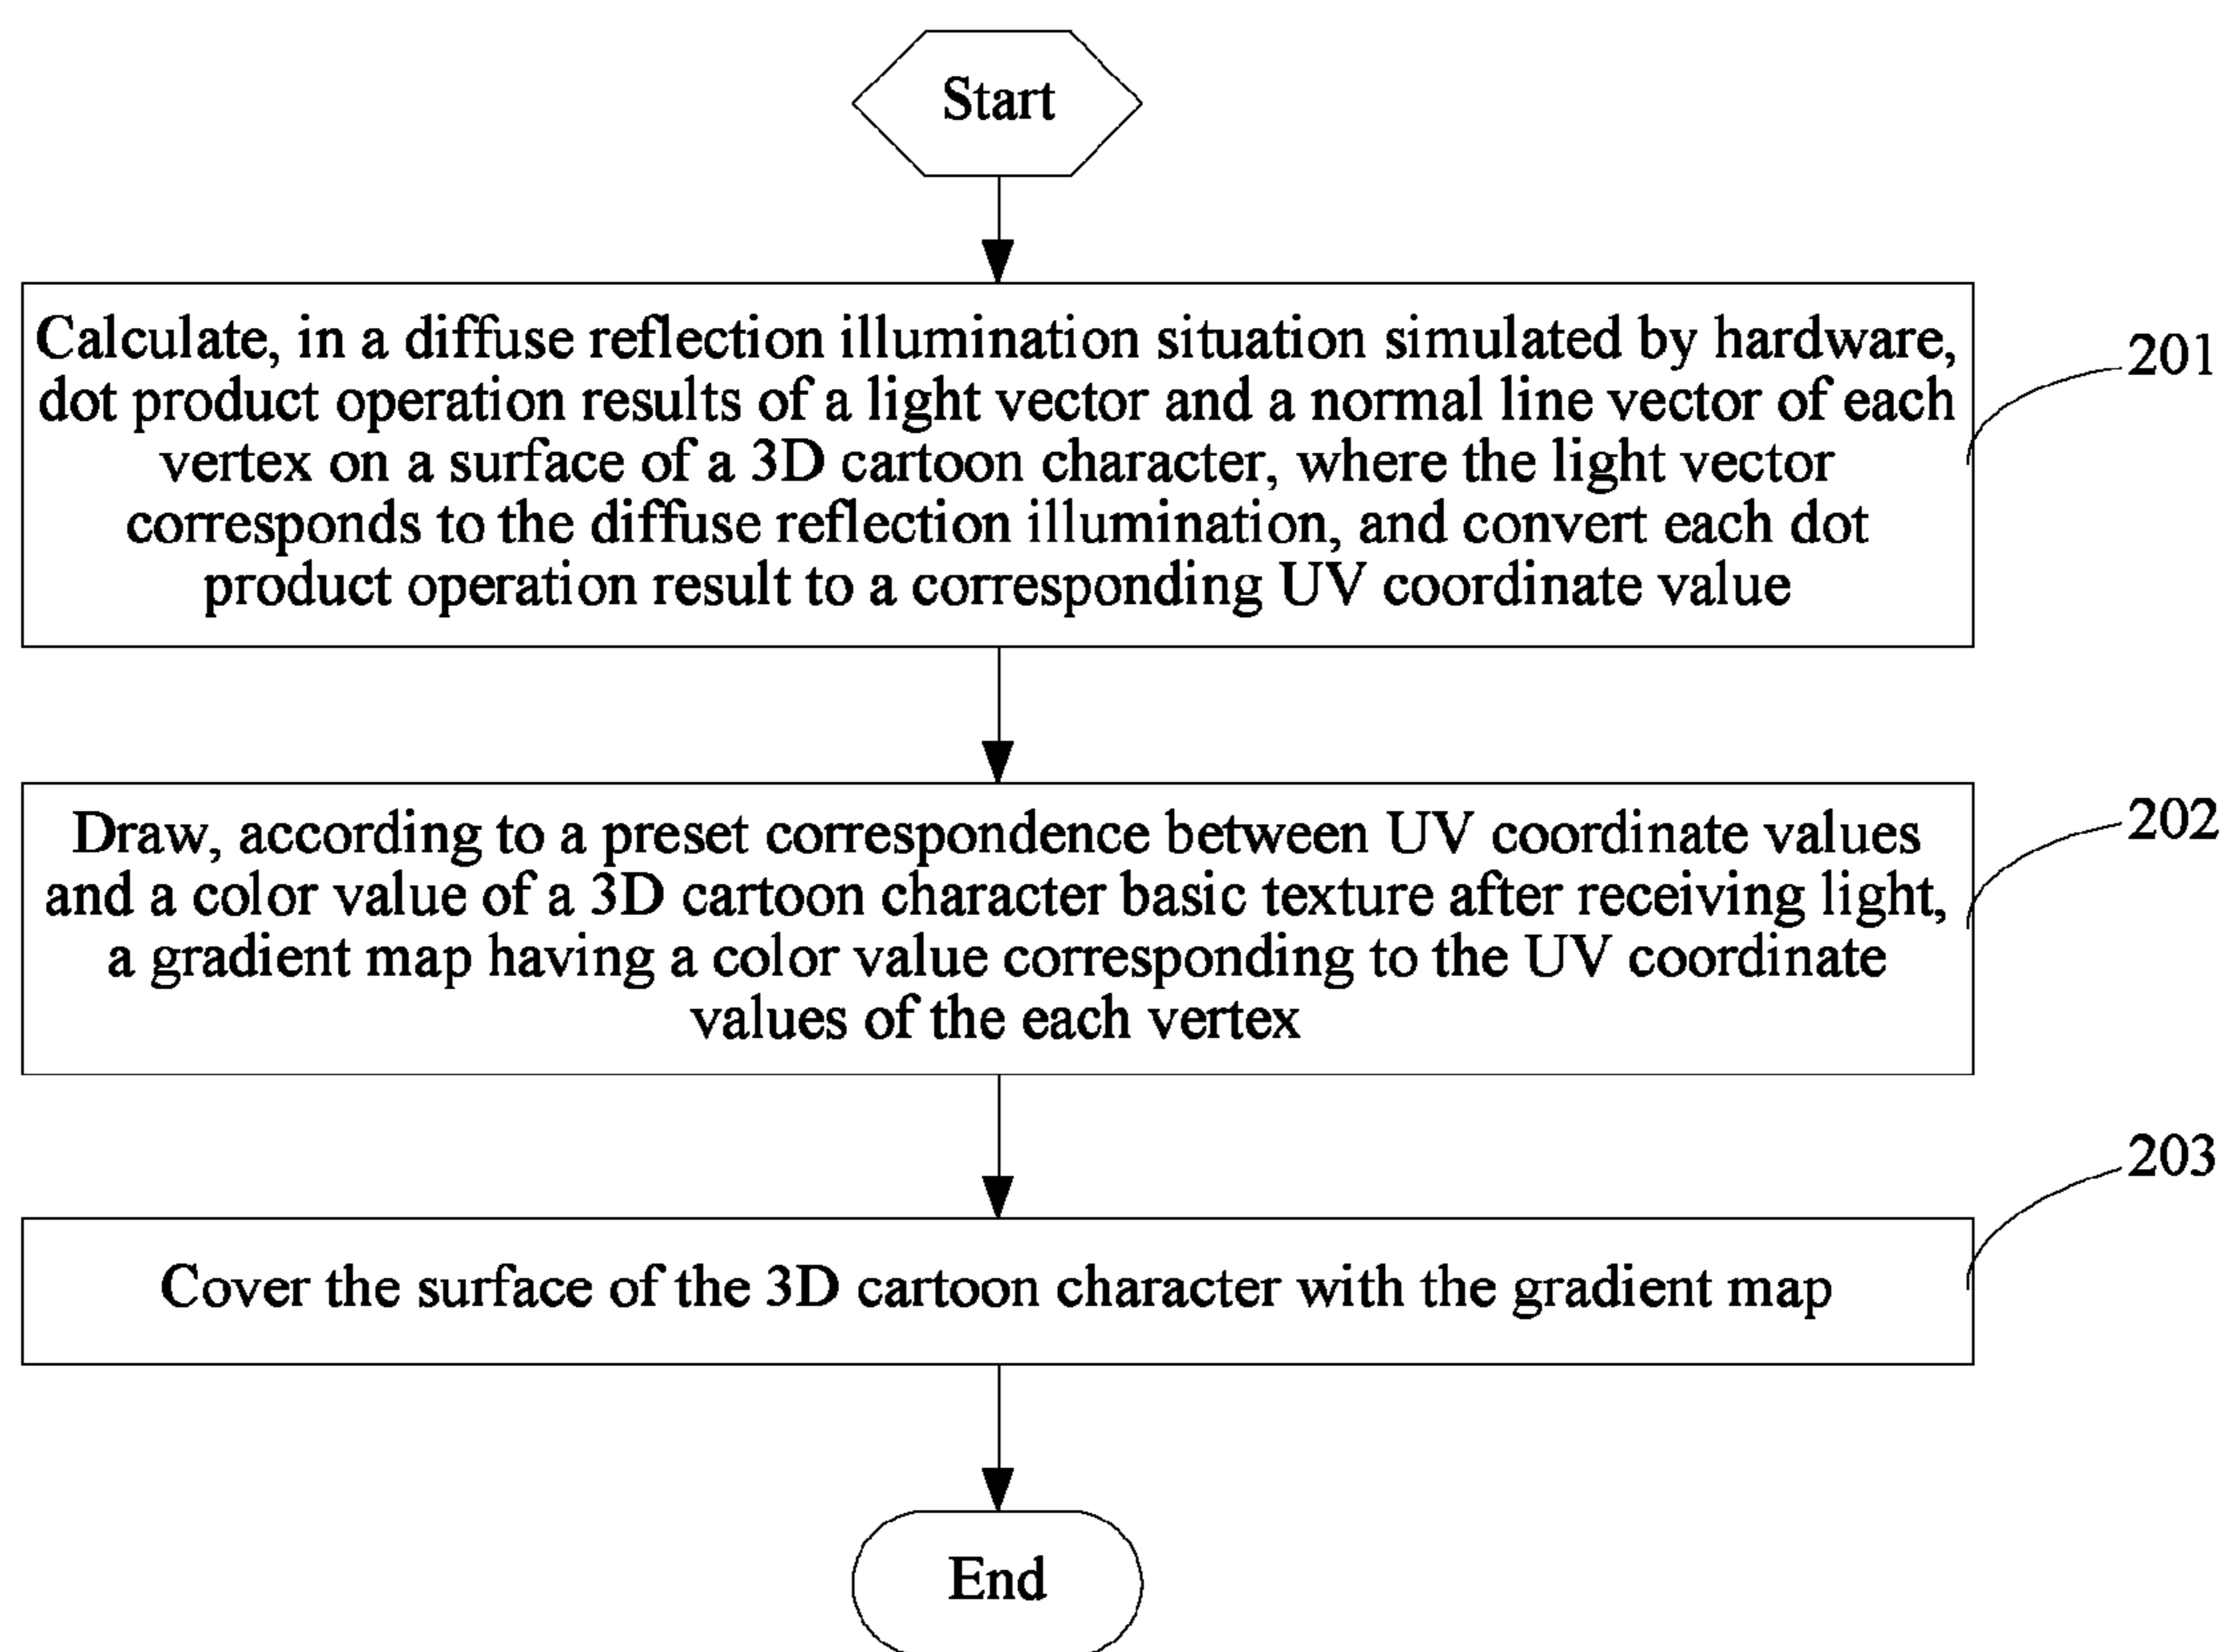 Start
Calculate, in a diffuse reflection illumination situation simulated by hardware,
dot product operation results of a light vector and a normal line vector of each
vertex on a surface of a 3D cartoon character, where the light vector
corresponds to the diffuse reflection illumination, and convert each dot
product operation result to a corresponding UV coordinate value
201
Draw, according to a preset correspondence between UV coordinate values
and a color value of a 3D cartoon character basic texture after receiving light,
a gradient map having a color value corresponding to the UV coordinate
values of the each vertex
202
Cover the surface of the 3D cartoon character with the gradient map
203
End